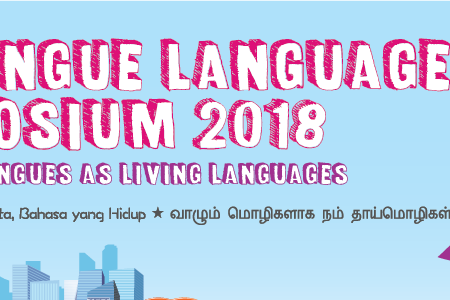 NGUE LANGUAGE
OSIUM 2018
NGUES AS LIVING LANGUAGES
ta, Bahasa yang Hidup ★ வாழும் மொழிகளாக நம் தாய்மொழிகள்